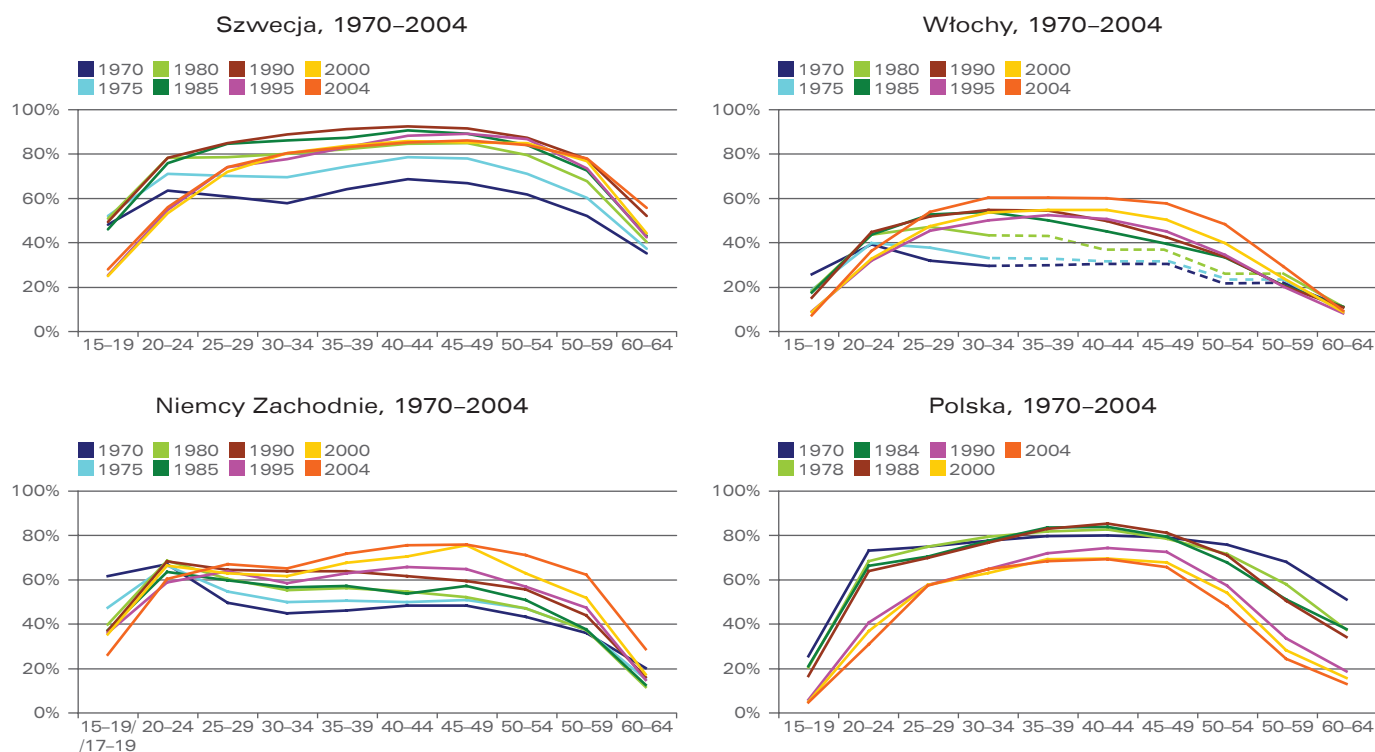 Szwecja, 1970–2004
1970 1980 1990 2000
1975 1985 1995 2004
100%
80%
60%
40%
20%
0%
15–19 20–24 25–29 30–34 35–39 40–44 45–49 50–54 50–59 60–64
Włochy, 1970–2004
1970 1980 1990 2000
1975 1985 1995 2004
100%
80%
60%
40%
20%
0%
15–19 20–24 25–29 30–34 35–39 40–44 45–49 50–54 50–59 60–64
Niemcy Zachodnie, 1970–2004
1970 1980 1990 2000
1975 1985 1995 2004
100%
80%
60%
40%
20%
0%
15–19/ 20–24 25–29 30–34 35–39 40–44 45–49 50–54 50–59 60–64
/17–19
Polska, 1970–2004
1970 1984 1990 2004
1978 1988 2000
100%
80%
60%
40%
20%
0%
15–19 20–24 25–29 30–34 35–39 40–44 45–49 50–54 50–59 60–64